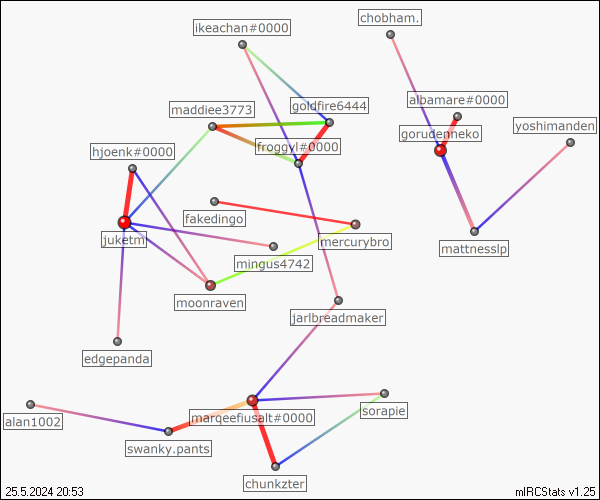 chobham.
ikeachan#0000
albamare#0000
goldfire6444
maddiee3773
yoshimanden
gorudenneko
froggyl#0000
hjoenk#0000
fakedingo
juketm
mercurybro
mattnesslp
mingus4742
moonraven
jarlbreadmaker
edgepanda
sorapie
marqeefiusalt#0000
alan1002
swanky.pants
chunkzter
25.5.2024 20:53
mIRCStats v1.25